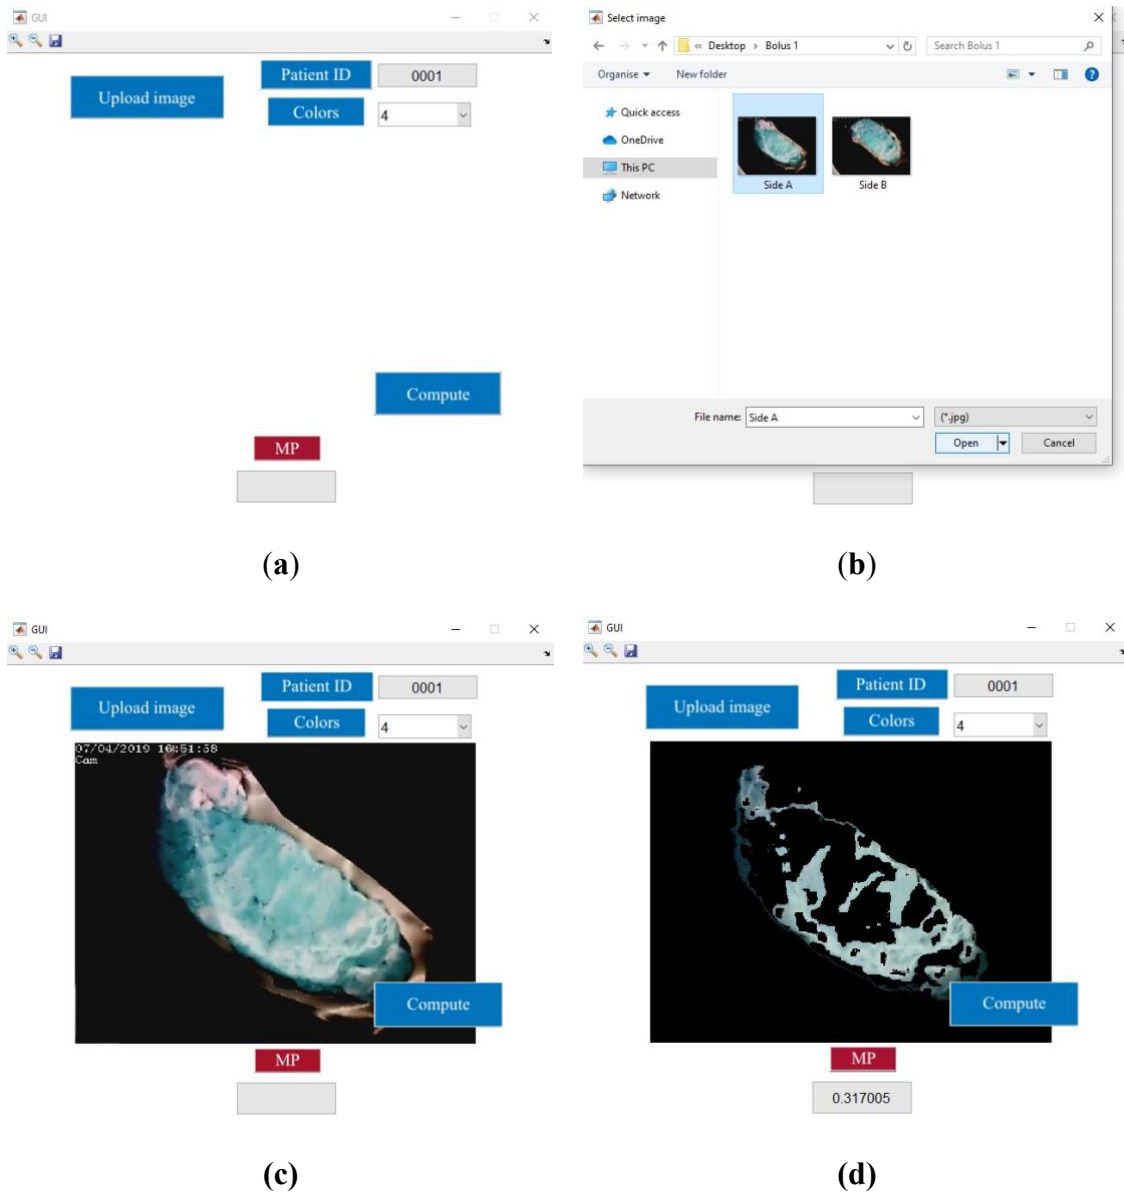 GUI
Patient ID 0001
Upload image
Colors 4
Compute
MP
(a)
Select image
« Desktop › Bolus 1 Search Bolus 1
Organise New folder
Quick access
OneDrive
This PC
Network
Side A Side B
File name: Side A (*.jpg)
Open Cancel
(b)
GUI
Patient ID 0001
Upload image
Colors 4
07/04/2019 16:51:58
Cam
Compute
MP
(c)
GUI
Patient ID 0001
Upload image
Colors 4
Compute
MP
0.317005
(d)